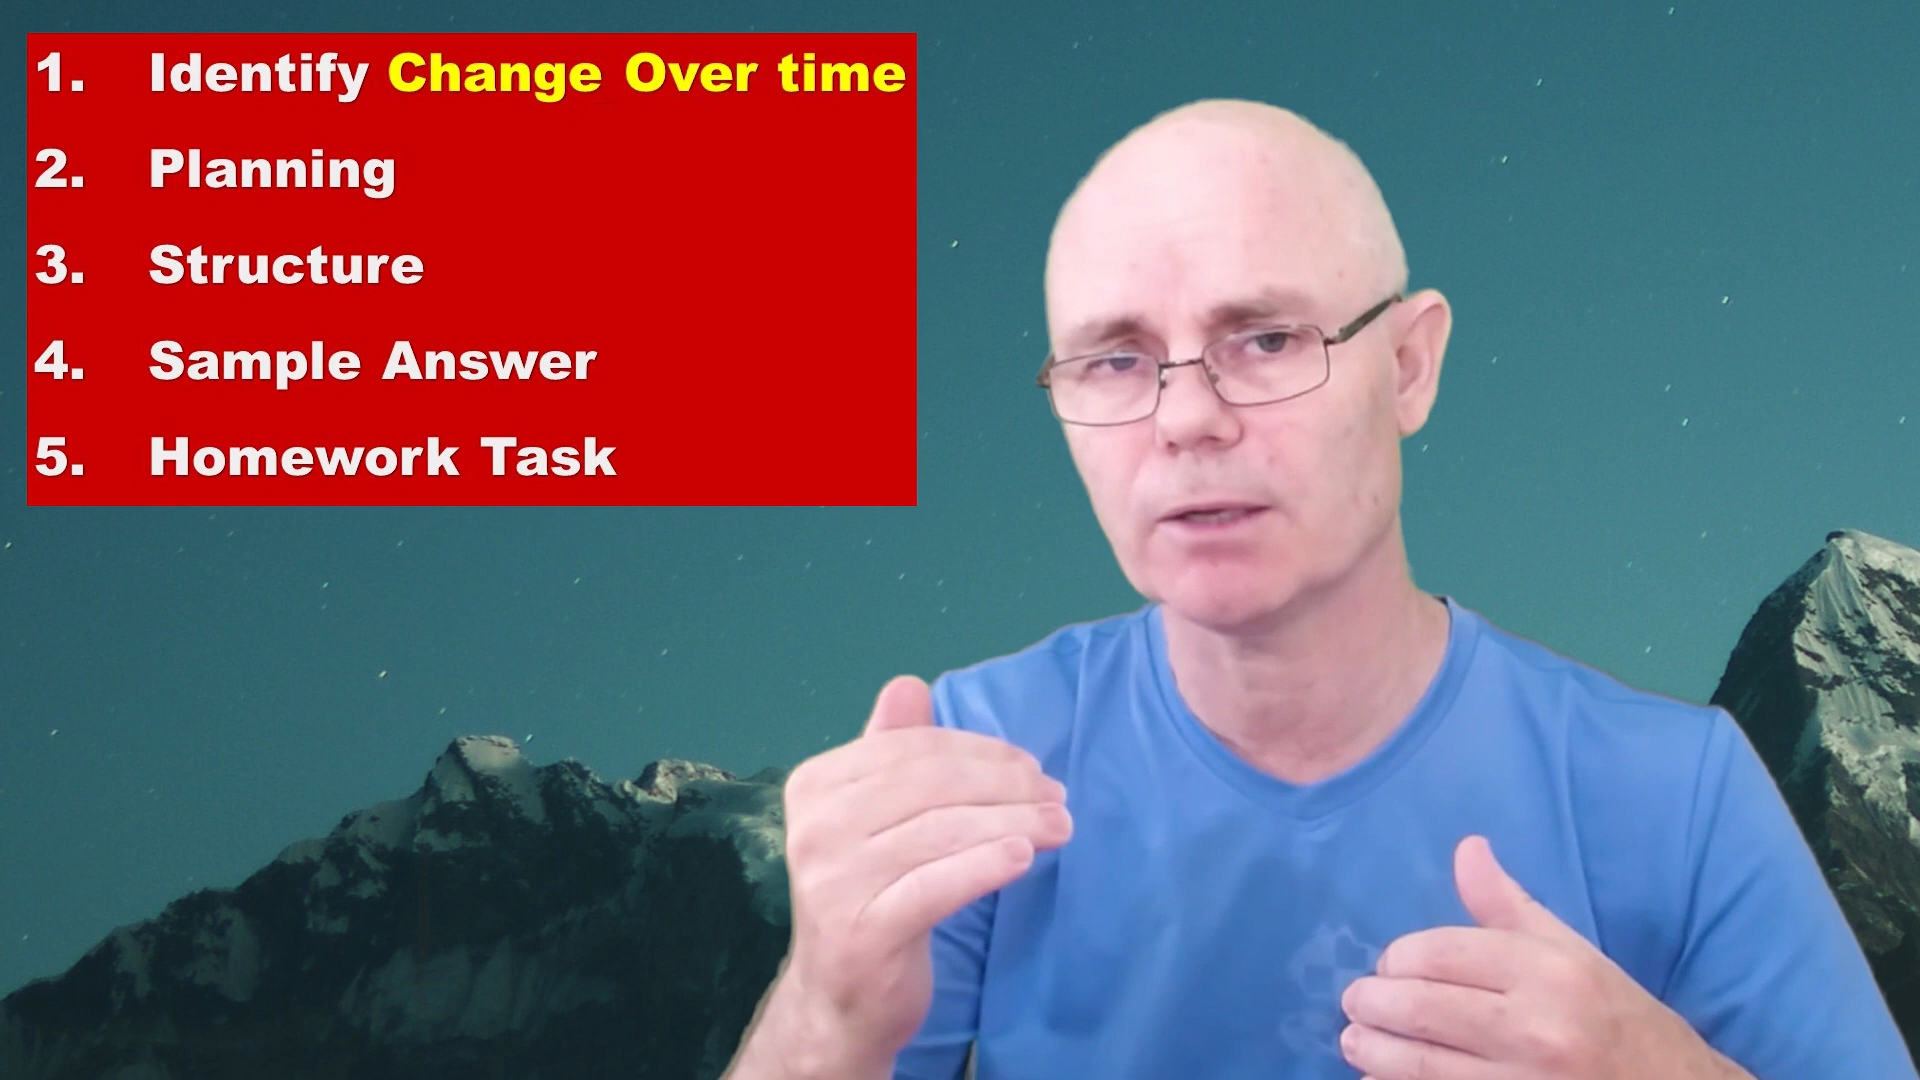 1. Identify Change Over time
2. Planning
3. Structure
4. Sample Answer
5. Homework Task